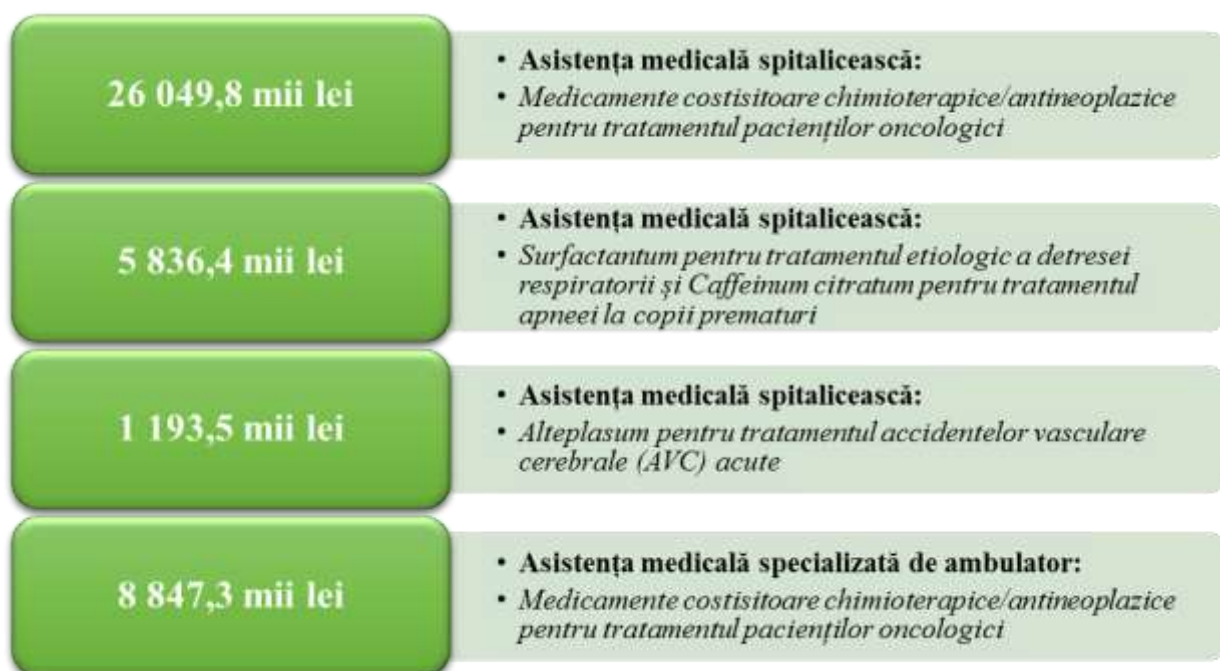 26 049,8 mii lei
• Asistența medicală spitalicească:
• Medicamente costisitoare chimioterapice/antineoplazice
pentru tratamentul pacienților oncologici
5 836,4 mii lei
• Asistența medicală spitalicească:
• Surfactantum pentru tratamentul etiologic a detresei
respiratorii și Caffeinum citratum pentru tratamentul
apneei la copii prematuri
1 193,5 mii lei
• Asistența medicală spitalicească:
• Alteplasum pentru tratamentul accidentelor vasculare
cerebrale (AVC) acute
8 847,3 mii lei
• Asistența medicală specializată de ambulator:
• Medicamente costisitoare chimioterapice/antineoplazice
pentru tratamentul pacienților oncologici